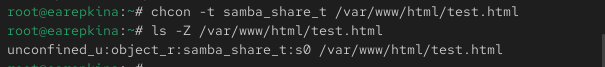 root@earepkina:~# chcon -t samba_share_t /var/www/html/test.html
root@earepkina:~# ls -Z /var/www/html/test.html
unconfined_u:object_r:samba_share_t:s0 /var/www/html/test.html